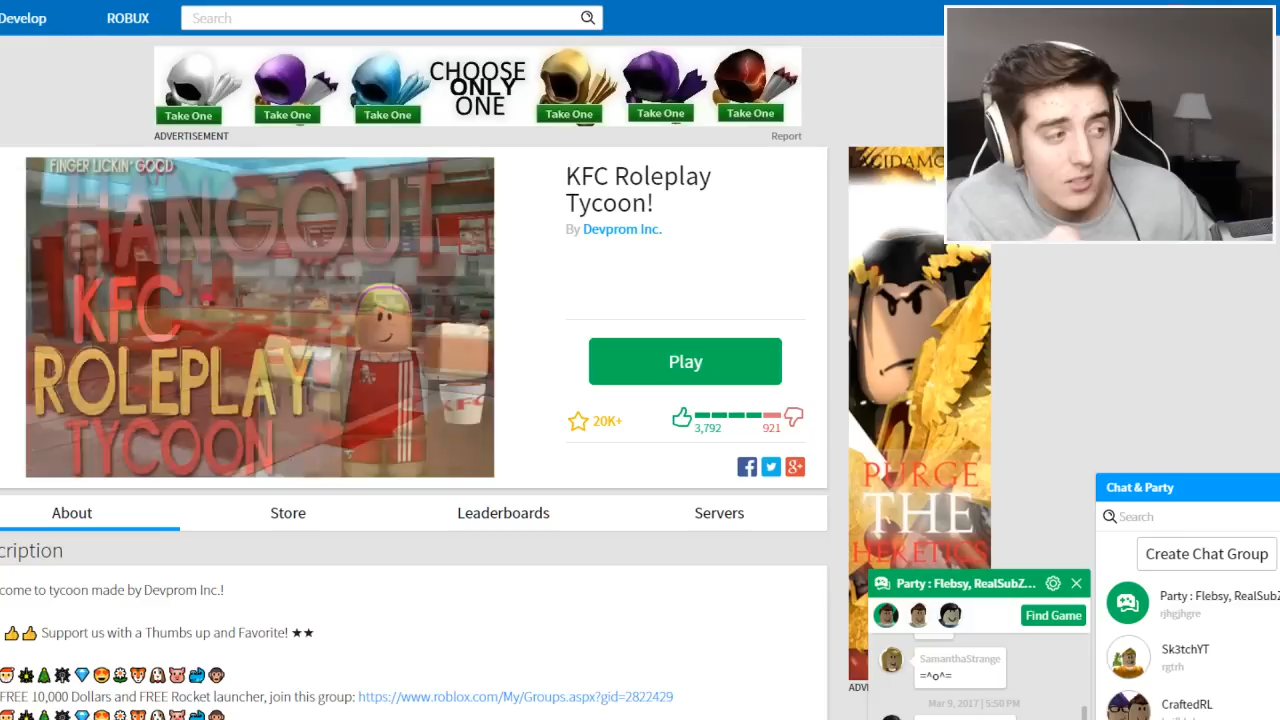 Develop
ROBUX
Search
CHOOSE
ONLY
ONE
Take One
Take One
Take One
Take One
Take One
Take One
ADVERTISEMENT
Report
FINGER LICKIN' GOOD
HANGOUT
KFC
ROLEPLAY
TYCOON
KFC Roleplay
Tycoon!
By Devprom Inc.
Play
20K+
3,792
921
PURGE
THE
HERETICS
About
Store
Leaderboards
Servers
cription
come to tycoon made by Devprom Inc.!
👍👍 Support us with a Thumbs up and Favorite! ★★
FREE 10,000 Dollars and FREE Rocket launcher, join this group: https://www.roblox.com/My/Groups.aspx?gid=2822429
Party : Flebsy, RealSubZ...
Find Game
SamanthaStrange
=^o^=
Mar 9, 2017 | 5:50 PM
Chat & Party
Search
Create Chat Group
Party : Flebsy, RealSubZ
rjhgjhgre
Sk3tchYT
rgtrh
CraftedRL